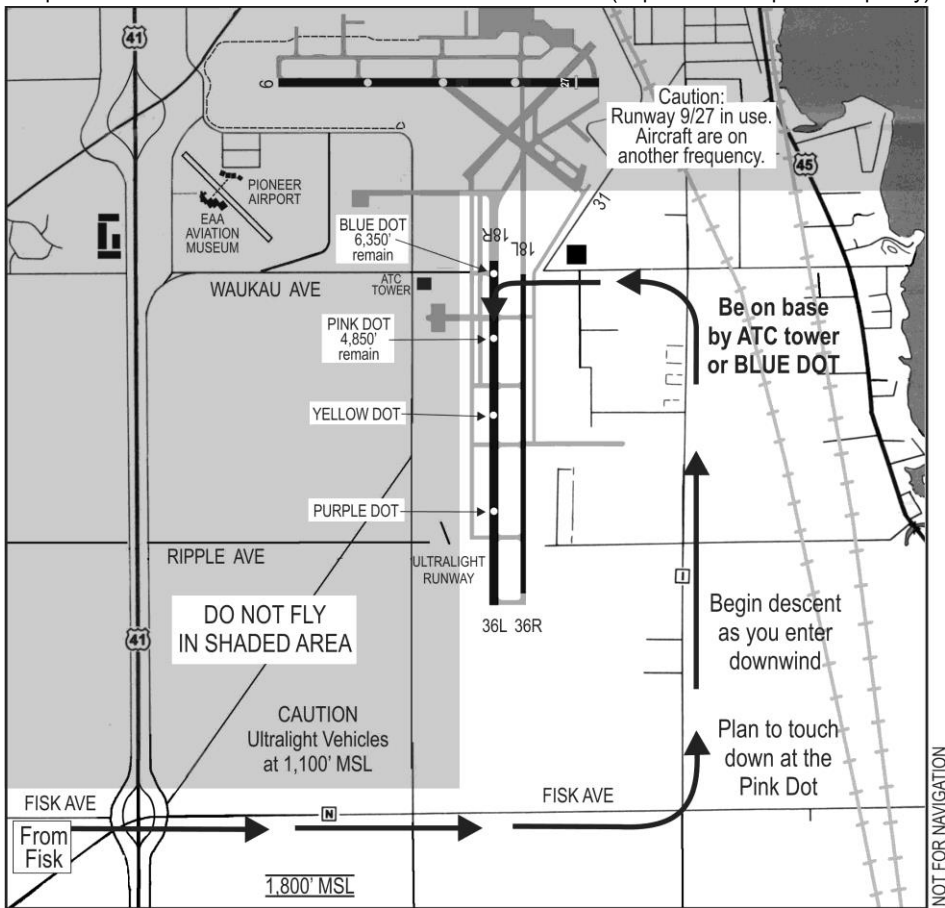 41
9
27
Caution:
Runway 9/27 in use.
Aircraft are on
another frequency.
45
PIONEER
AIRPORT
EAA
AVIATION
MUSEUM
31
BLUE DOT
6,350'
remain
18R
18L
WAUKAU AVE
ATC
TOWER
Be on base
by ATC tower
or BLUE DOT
PINK DOT
4,850'
remain
YELLOW DOT
PURPLE DOT
RIPPLE AVE
ULTRALIGHT
RUNWAY
I
DO NOT FLY
IN SHADED AREA
36L 36R
Begin descent
as you enter
downwind
41
CAUTION
Ultralight Vehicles
at 1,100' MSL
Plan to touch
down at the
Pink Dot
FISK AVE
FISK AVE
N
From
Fisk
1,800' MSL
NOT FOR NAVIGATION